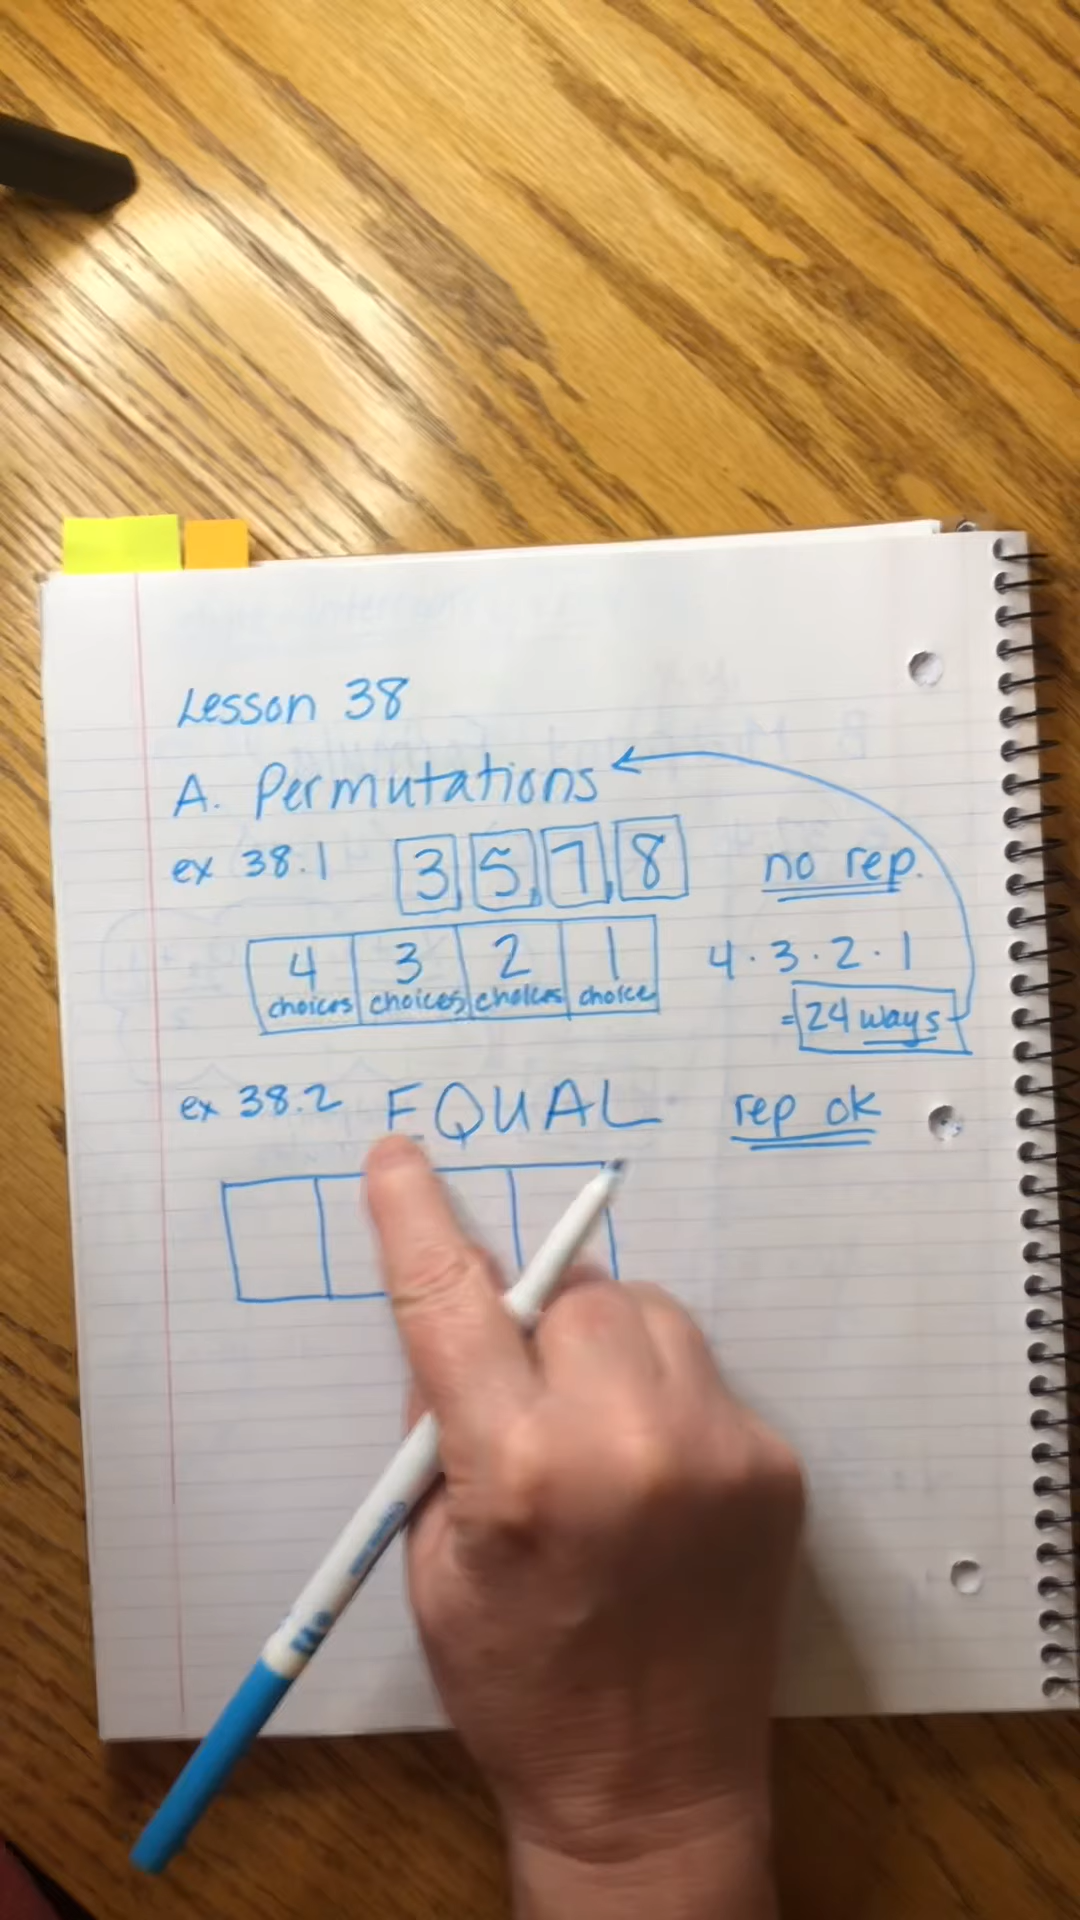 Lesson 38
A. Permutations
ex 38.1 3, 5, 7, 8 no rep.
4 choices 3 choices 2 choices 1 choice 4 · 3 · 2 · 1
= 24 ways
ex 38.2 EQUAL rep ok